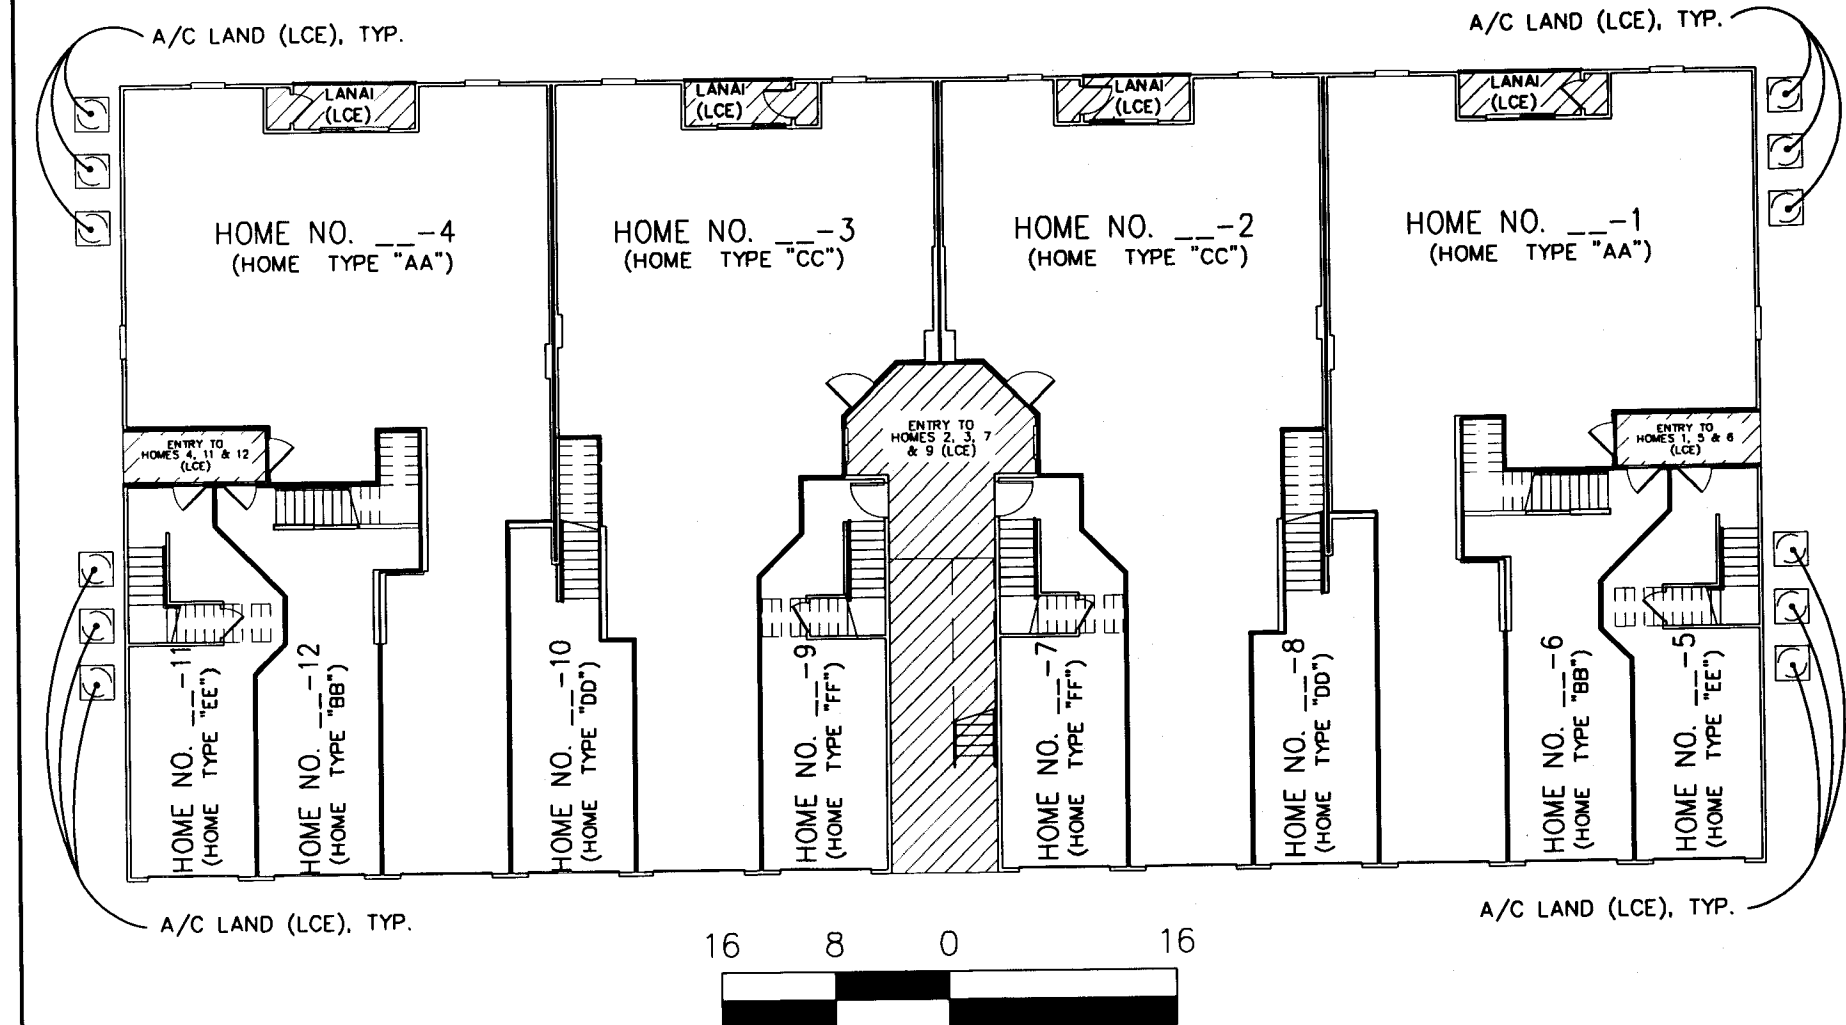 A/C LAND (LCE), TYP.
A/C LAND (LCE), TYP.
LANAI
(LCE)
LANAI
(LCE)
LANAI
(LCE)
LANAI
(LCE)
HOME NO. __-4
(HOME TYPE "AA")
HOME NO. __-3
(HOME TYPE "CC")
HOME NO. __-2
(HOME TYPE "CC")
HOME NO. __-1
(HOME TYPE "AA")
ENTRY TO
HOMES 4, 11 & 12
(LCE)
ENTRY TO
HOMES 2, 3, 7
& 9 (LCE)
ENTRY TO
HOMES 1, 5 & 6
(LCE)
HOME NO. __-11
(HOME TYPE "EE")
HOME NO. __-12
(HOME TYPE "BB")
HOME NO. __-10
(HOME TYPE "DD")
HOME NO. __-9
(HOME TYPE "FF")
HOME NO. __-7
(HOME TYPE "FF")
HOME NO. __-8
(HOME TYPE "DD")
HOME NO. __-6
(HOME TYPE "BB")
HOME NO. __-5
(HOME TYPE "EE")
A/C LAND (LCE), TYP.
A/C LAND (LCE), TYP.
16 8 0 16